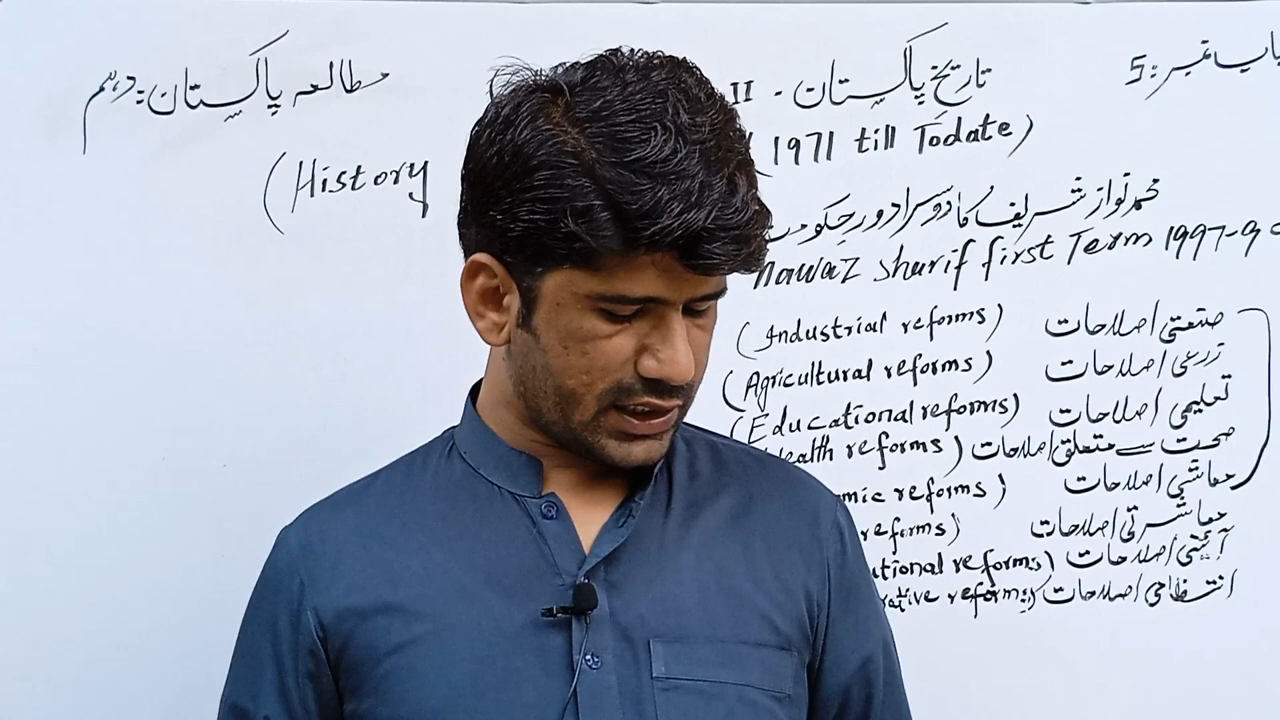 باب نمبر: 5
تاریخ پاکستان - II
مطالعہ پاکستان: دہم
(History
1971 till Todate)
محمد نواز شریف کا دوسرا دورِ حکومت
Nawaz Sharif first Term 1997-9
صنعتی اصلاحات (Industrial reforms)
زرعی اصلاحات (Agricultural reforms)
تعلیمی اصلاحات (Educational reforms)
صحت سے متعلق اصلاحات ealth reforms)
معاشی اصلاحات mic reforms)
معاشرتی اصلاحات reforms)
آئینی اصلاحات utional reforms)
انتظامی اصلاحات rative reforms)